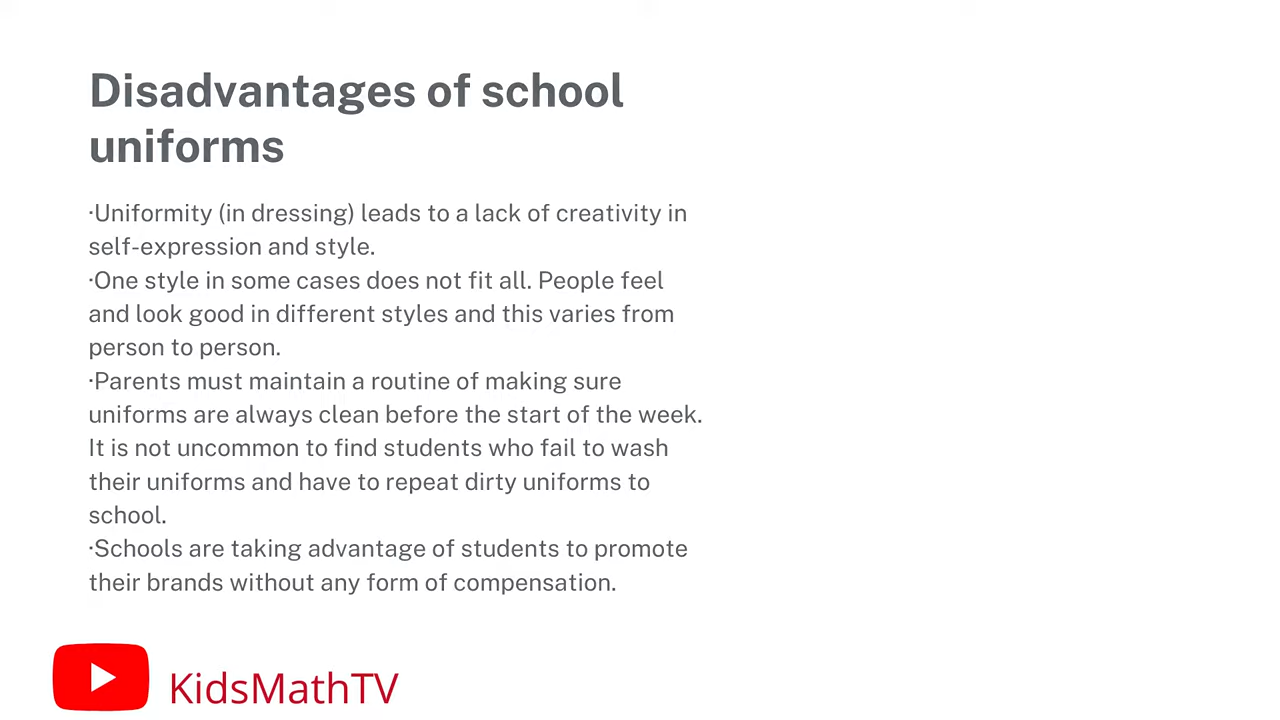 Disadvantages of school
uniforms
·Uniformity (in dressing) leads to a lack of creativity in
self-expression and style.
·One style in some cases does not fit all. People feel
and look good in different styles and this varies from
person to person.
·Parents must maintain a routine of making sure
uniforms are always clean before the start of the week.
It is not uncommon to find students who fail to wash
their uniforms and have to repeat dirty uniforms to
school.
·Schools are taking advantage of students to promote
their brands without any form of compensation.
KidsMathTV